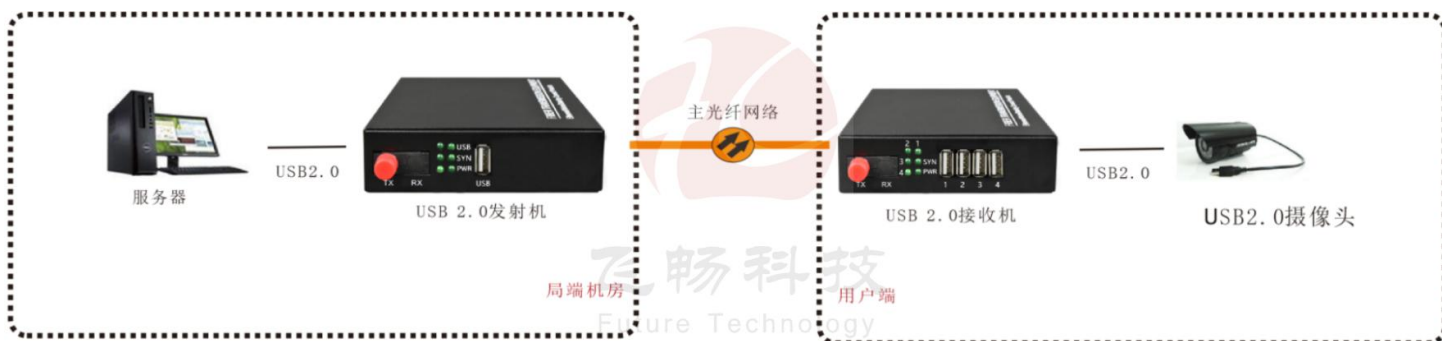 主光纤网络
服务器
USB2.0
USB
SYN
PWR
TX RX USB
USB 2.0发射机
2 1
3 SYN
4 PWR
TX RX 1 2 3 4
USB 2.0接收机
USB2.0
USB2.0摄像头
局端机房
用户端
飞畅科技
Future Technology